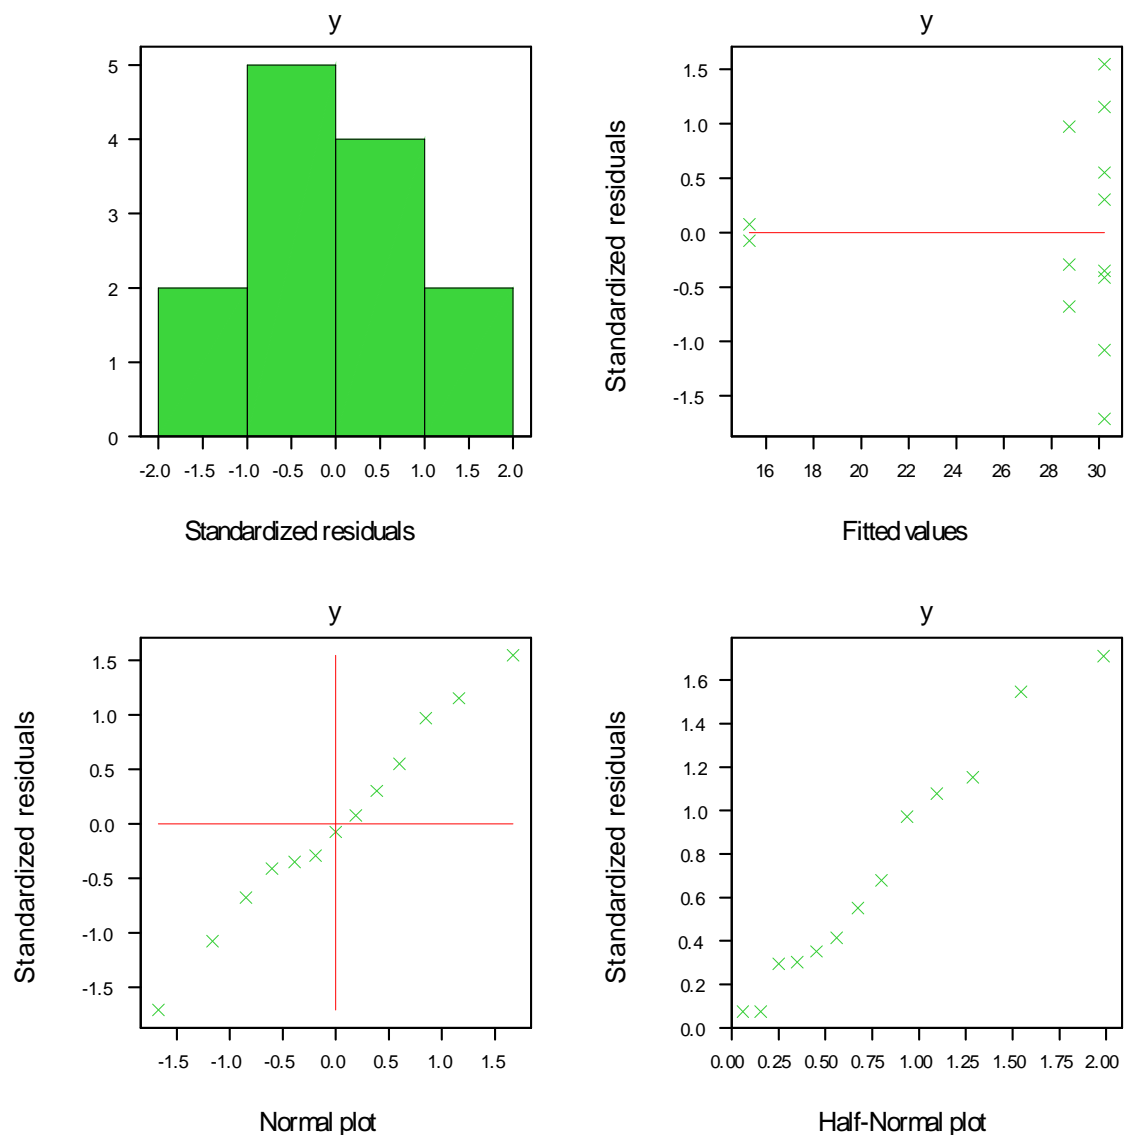 y
5
4
3
2
1
0
-2.0 -1.5 -1.0 -0.5 0.0 0.5 1.0 1.5 2.0
Standardized residuals
y
Standardized residuals
1.5
1.0
0.5
0.0
-0.5
-1.0
-1.5
16 18 20 22 24 26 28 30
Fitted values
y
Standardized residuals
1.5
1.0
0.5
0.0
-0.5
-1.0
-1.5
-1.5 -1.0 -0.5 0.0 0.5 1.0 1.5
Normal plot
y
Standardized residuals
1.6
1.4
1.2
1.0
0.8
0.6
0.4
0.2
0.0
0.00 0.25 0.50 0.75 1.00 1.25 1.50 1.75 2.00
Half-Normal plot